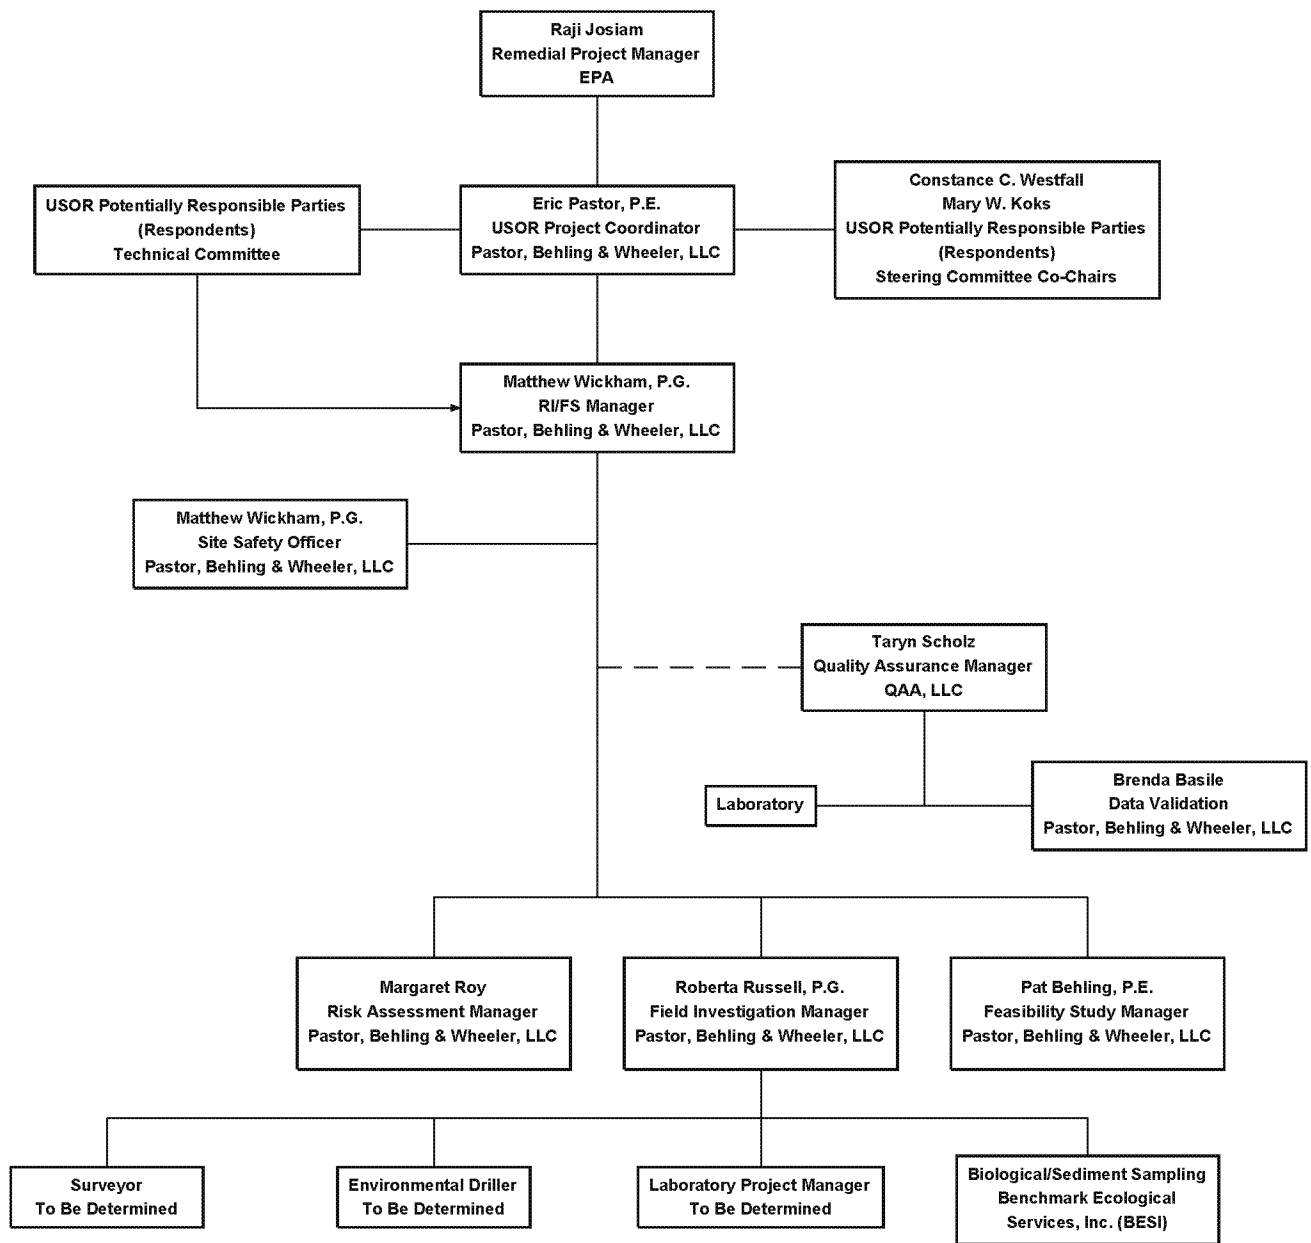 Raji Josiam
Remedial Project Manager
EPA
USOR Potentially Responsible Parties
(Respondents)
Technical Committee
Eric Pastor, P.E.
USOR Project Coordinator
Pastor, Behling & Wheeler, LLC
Constance C. Westfall
Mary W. Koks
USOR Potentially Responsible Parties
(Respondents)
Steering Committee Co-Chairs
Matthew Wickham, P.G.
RI/FS Manager
Pastor, Behling & Wheeler, LLC
Matthew Wickham, P.G.
Site Safety Officer
Pastor, Behling & Wheeler, LLC
Taryn Scholz
Quality Assurance Manager
QAA, LLC
Laboratory
Brenda Basile
Data Validation
Pastor, Behling & Wheeler, LLC
Margaret Roy
Risk Assessment Manager
Pastor, Behling & Wheeler, LLC
Roberta Russell, P.G.
Field Investigation Manager
Pastor, Behling & Wheeler, LLC
Pat Behling, P.E.
Feasibility Study Manager
Pastor, Behling & Wheeler, LLC
Surveyor
To Be Determined
Environmental Driller
To Be Determined
Laboratory Project Manager
To Be Determined
Biological/Sediment Sampling
Benchmark Ecological
Services, Inc. (BESI)